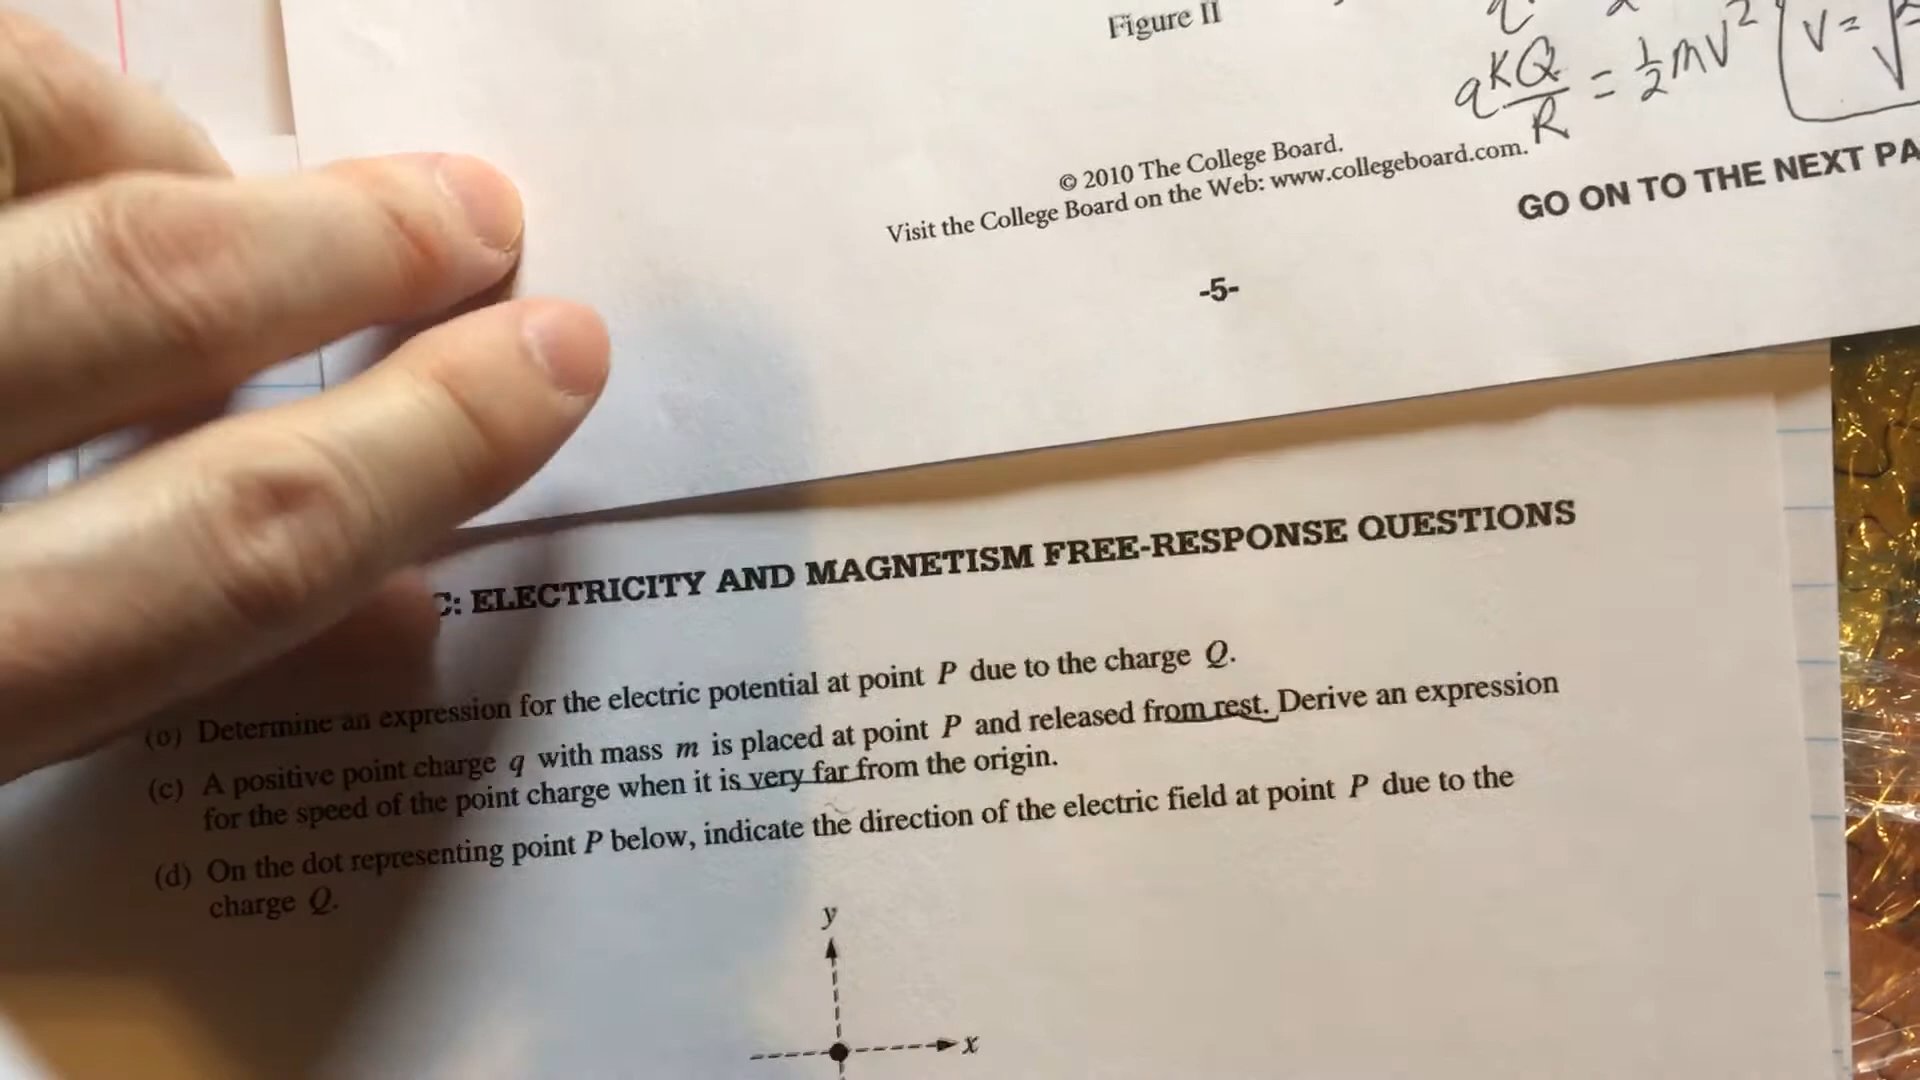 Figure II
qKQ/R = 1/2 mv² V = √
© 2010 The College Board.
Visit the College Board on the Web: www.collegeboard.com.
GO ON TO THE NEXT PA
-5-
C: ELECTRICITY AND MAGNETISM FREE-RESPONSE QUESTIONS
Determine an expression for the electric potential at point P due to the charge Q.
(c) A positive point charge q with mass m is placed at point P and released from rest. Derive an expression
for the speed of the point charge when it is very far from the origin.
(d) On the dot representing point P below, indicate the direction of the electric field at point P due to the
charge Q.
y
x